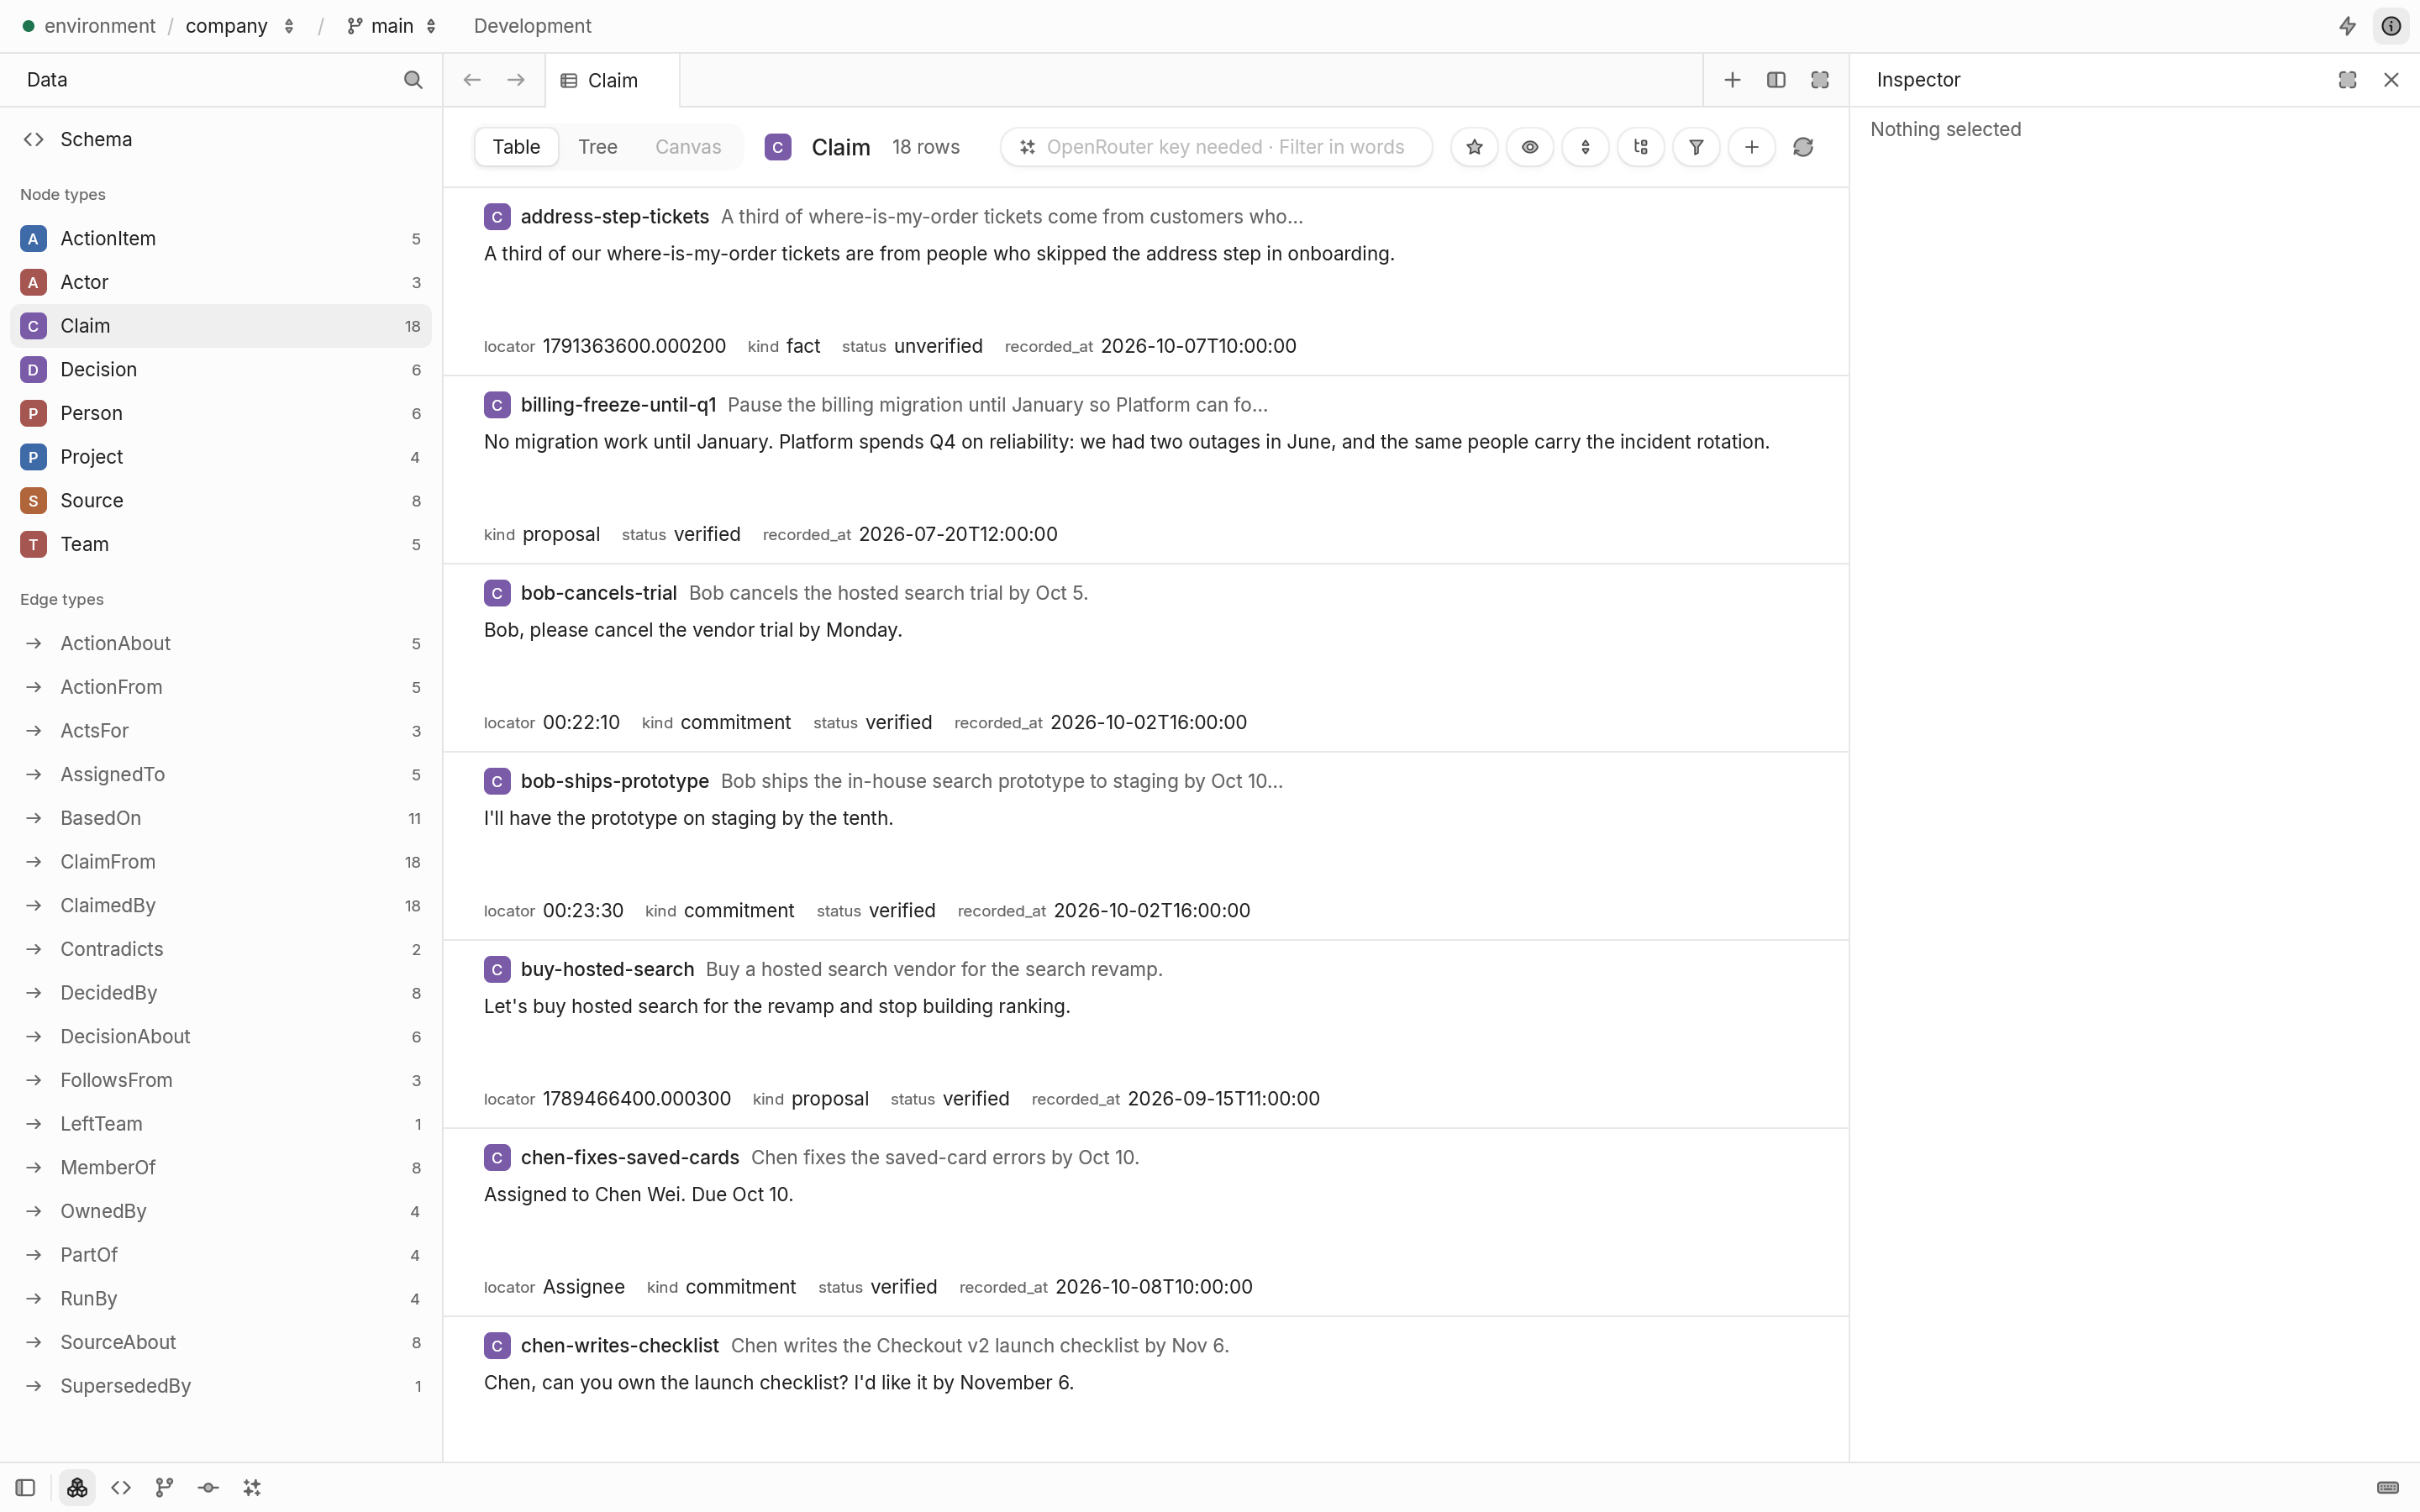 environment / company / main Development
Data
Claim
Inspector
Schema
Table Tree Canvas C Claim 18 rows OpenRouter key needed · Filter in words
Nothing selected
Node types
A ActionItem 5
A Actor 3
C Claim 18
D Decision 6
P Person 6
P Project 4
S Source 8
T Team 5
Edge types
ActionAbout 5
ActionFrom 5
ActsFor 3
AssignedTo 5
BasedOn 11
ClaimFrom 18
ClaimedBy 18
Contradicts 2
DecidedBy 8
DecisionAbout 6
FollowsFrom 3
LeftTeam 1
MemberOf 8
OwnedBy 4
PartOf 4
RunBy 4
SourceAbout 8
SupersededBy 1
C address-step-tickets A third of where-is-my-order tickets come from customers who...
A third of our where-is-my-order tickets are from people who skipped the address step in onboarding.
locator 1791363600.000200 kind fact status unverified recorded_at 2026-10-07T10:00:00
C billing-freeze-until-q1 Pause the billing migration until January so Platform can fo...
No migration work until January. Platform spends Q4 on reliability: we had two outages in June, and the same people carry the incident rotation.
kind proposal status verified recorded_at 2026-07-20T12:00:00
C bob-cancels-trial Bob cancels the hosted search trial by Oct 5.
Bob, please cancel the vendor trial by Monday.
locator 00:22:10 kind commitment status verified recorded_at 2026-10-02T16:00:00
C bob-ships-prototype Bob ships the in-house search prototype to staging by Oct 10...
I'll have the prototype on staging by the tenth.
locator 00:23:30 kind commitment status verified recorded_at 2026-10-02T16:00:00
C buy-hosted-search Buy a hosted search vendor for the search revamp.
Let's buy hosted search for the revamp and stop building ranking.
locator 1789466400.000300 kind proposal status verified recorded_at 2026-09-15T11:00:00
C chen-fixes-saved-cards Chen fixes the saved-card errors by Oct 10.
Assigned to Chen Wei. Due Oct 10.
locator Assignee kind commitment status verified recorded_at 2026-10-08T10:00:00
C chen-writes-checklist Chen writes the Checkout v2 launch checklist by Nov 6.
Chen, can you own the launch checklist? I'd like it by November 6.